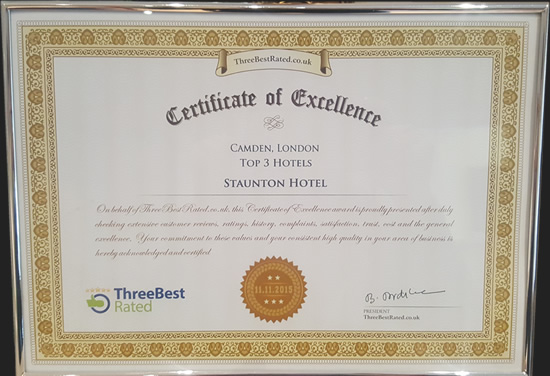 ThreeBestRated.co.uk
Certificate of Excellence
CAMDEN, LONDON
TOP 3 HOTELS
STAUNTON HOTEL
On behalf of ThreeBestRated.co.uk, this Certificate of Excellence award is proudly presented after duly
checking extensive customer reviews, ratings, history, complaints, satisfaction, trust, cost and the general
excellence. Your commitment to these values and your consistent high quality in your area of business is
hereby acknowledged and certified
ThreeBest
Rated
11.11.2015
PRESIDENT
ThreeBestRated.co.uk